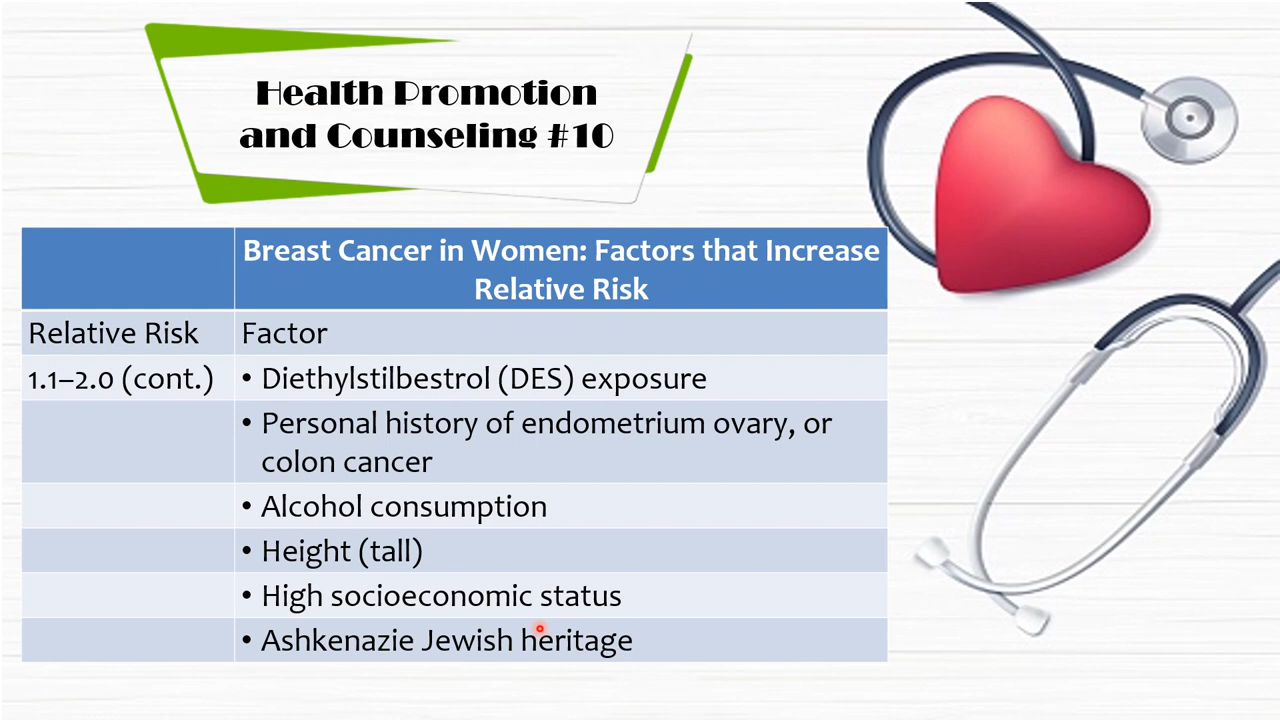 Health Promotion
and Counseling #10
Breast Cancer in Women: Factors that Increase
Relative Risk
Relative Risk Factor
1.1–2.0 (cont.) • Diethylstilbestrol (DES) exposure
• Personal history of endometrium ovary, or
colon cancer
• Alcohol consumption
• Height (tall)
• High socioeconomic status
• Ashkenazie Jewish heritage